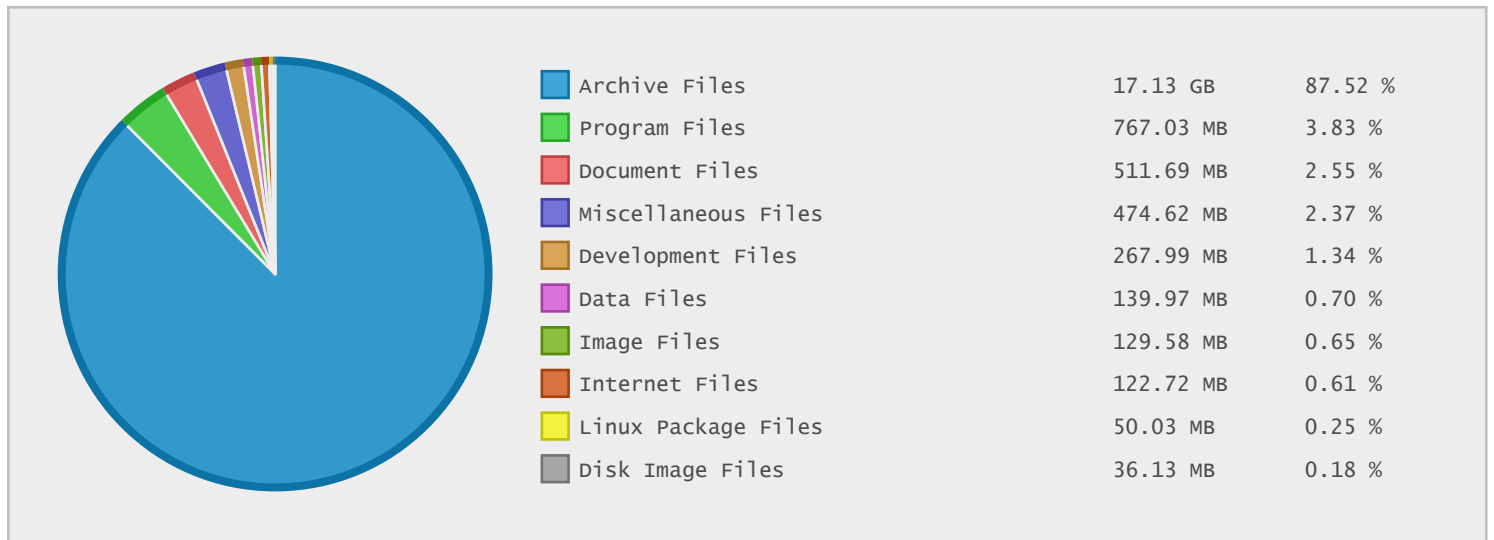 Archive Files 17.13 GB 87.52 %
Program Files 767.03 MB 3.83 %
Document Files 511.69 MB 2.55 %
Miscellaneous Files 474.62 MB 2.37 %
Development Files 267.99 MB 1.34 %
Data Files 139.97 MB 0.70 %
Image Files 129.58 MB 0.65 %
Internet Files 122.72 MB 0.61 %
Linux Package Files 50.03 MB 0.25 %
Disk Image Files 36.13 MB 0.18 %